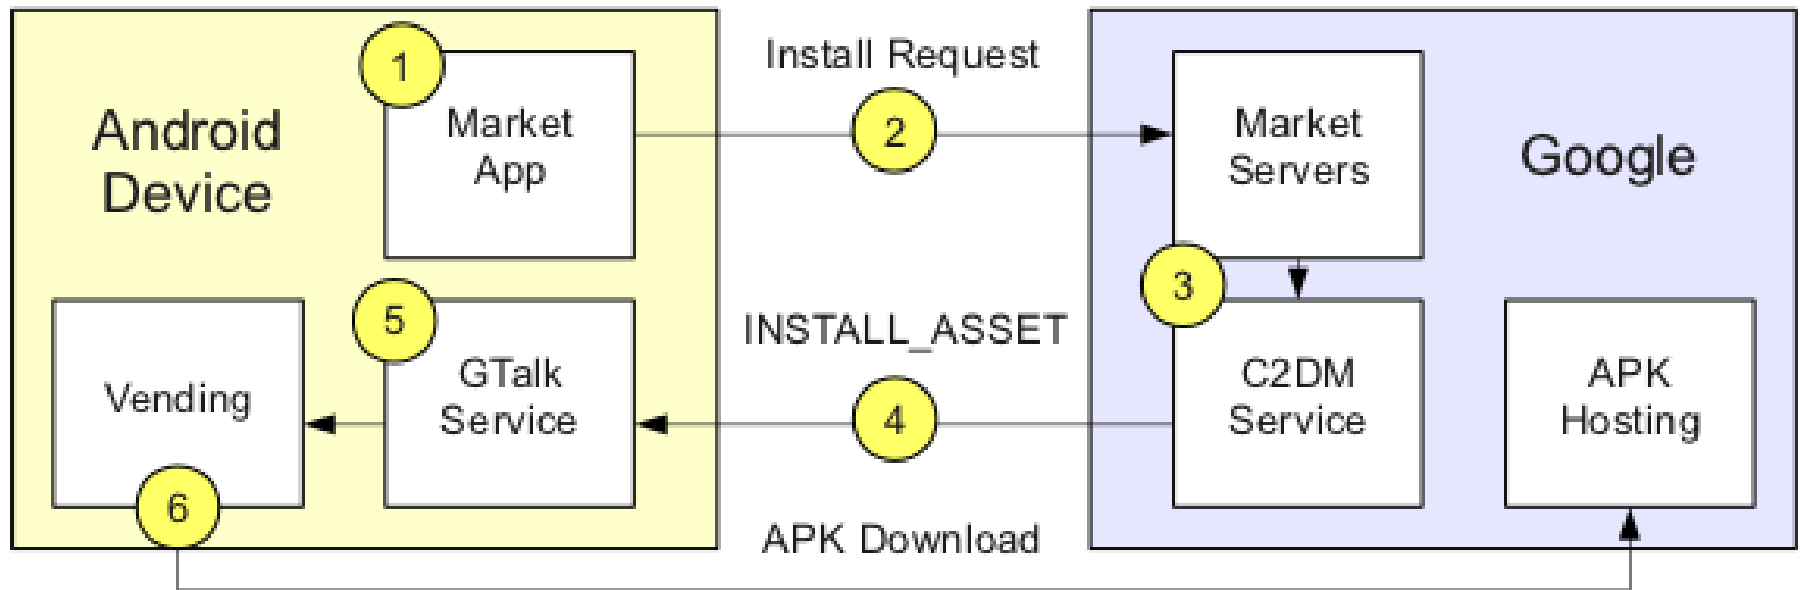 Android
Device
1
Market
App
Install Request
2
Market
Servers
Google
3
Vending
5
GTalk
Service
INSTALL_ASSET
4
C2DM
Service
APK
Hosting
6
APK Download